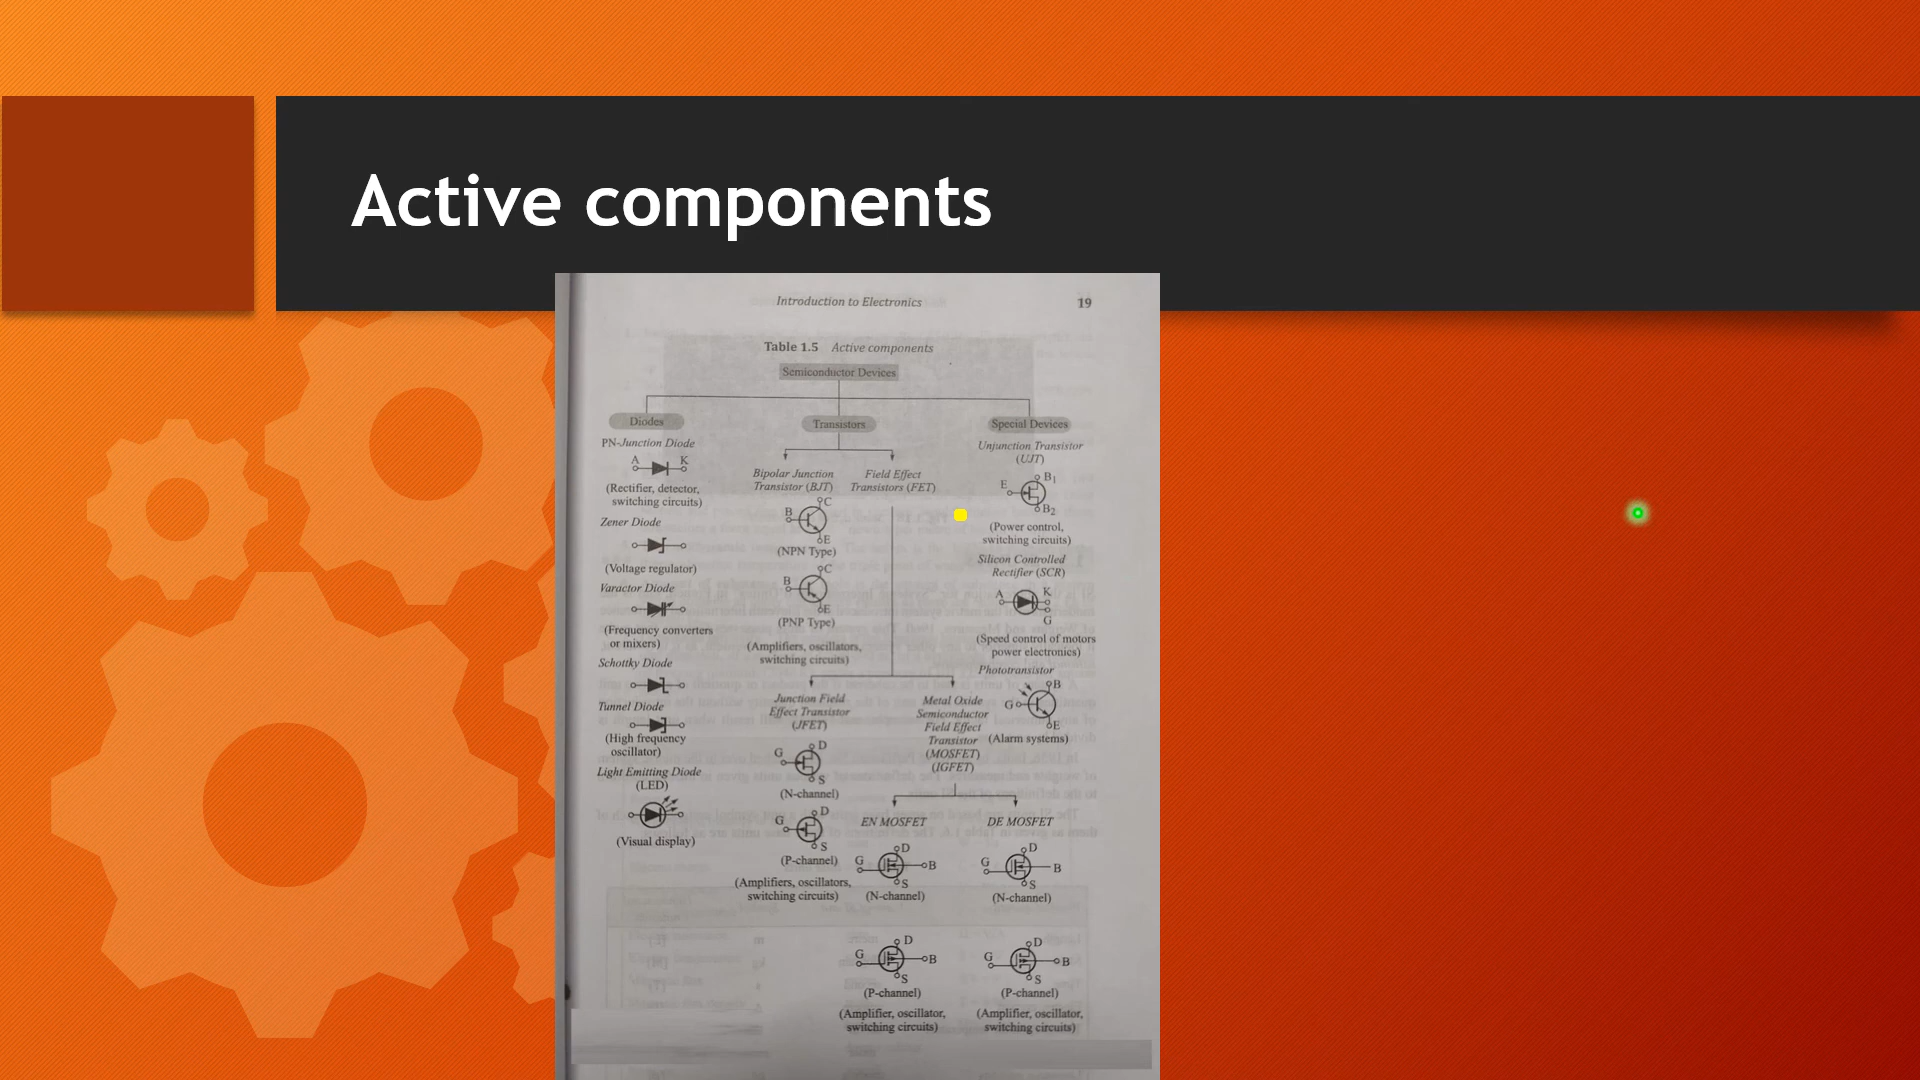 Active components
Introduction to Electronics
19
Table 1.5 Active components
Semiconductor Devices
Diodes
PN-Junction Diode
A K
(Rectifier, detector,
switching circuits)
Zener Diode
(Voltage regulator)
Varactor Diode
(Frequency converters
or mixers)
Schottky Diode
Tunnel Diode
(High frequency
oscillator)
Light Emitting Diode
(LED)
(Visual display)
Transistors
Bipolar Junction
Transistor (BJT)
C
B
E
(NPN Type)
C
B
E
(PNP Type)
(Amplifiers, oscillators,
switching circuits)
Field Effect
Transistors (FET)
Junction Field
Effect Transistor
(JFET)
D
G
S
(N-channel)
D
G
S
(P-channel)
(Amplifiers, oscillators,
switching circuits)
Metal Oxide
Semiconductor
Field Effect
Transistor
(MOSFET)
(IGFET)
EN MOSFET
D
G B
S
(N-channel)
D
G B
S
(P-channel)
(Amplifier, oscillator,
switching circuits)
DE MOSFET
D
G B
S
(N-channel)
D
G B
S
(P-channel)
(Amplifier, oscillator,
switching circuits)
Special Devices
Unjunction Transistor
(UJT)
B1
E
B2
(Power control,
switching circuits)
Silicon Controlled
Rectifier (SCR)
A K
G
(Speed control of motors
power electronics)
Phototransistor
B
G
E
(Alarm systems)